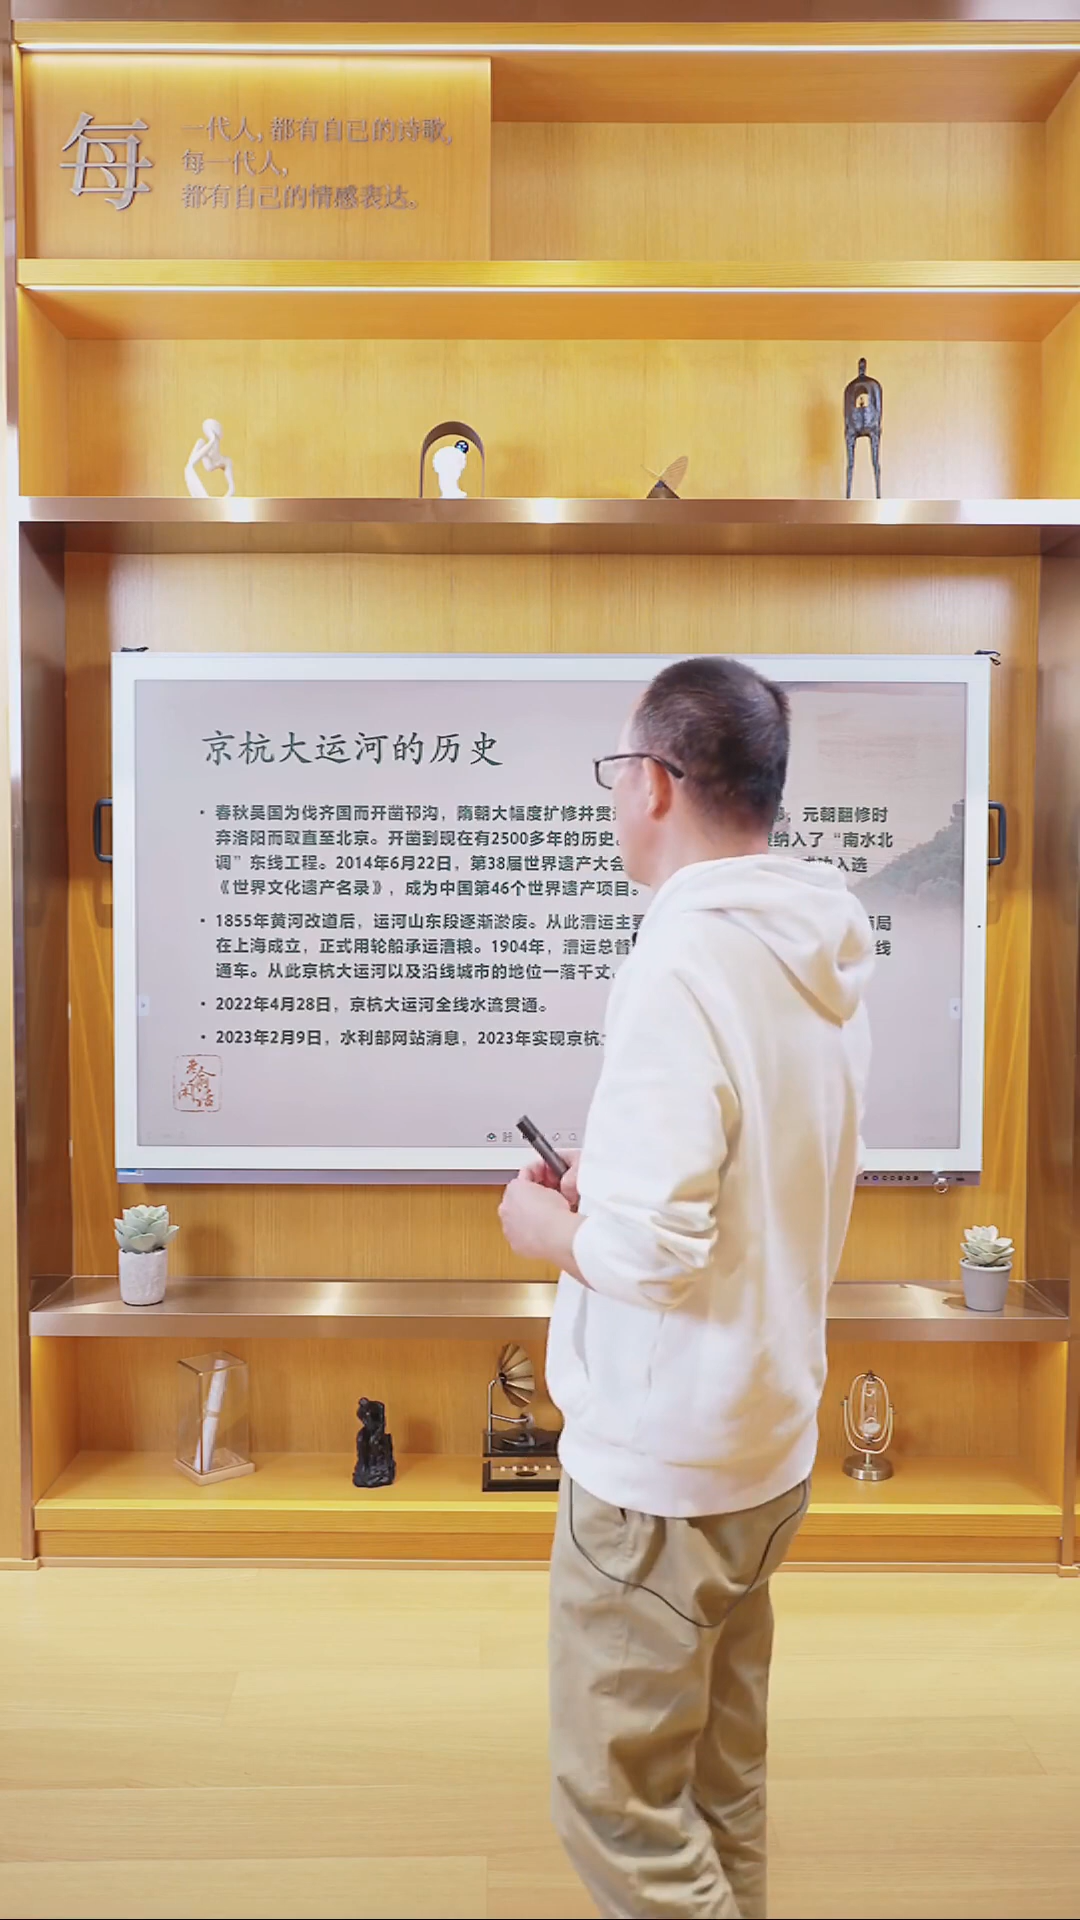 每
一代人，都有自己的诗歌，
每一代人，
都有自己的情感表达。
京杭大运河的历史
• 春秋吴国为伐齐国而开凿邗沟，隋朝大幅度扩修并贯 元朝翻修时
弃洛阳而取直至北京。开凿到现在有2500多年的历史。 纳入了“南水北
调”东线工程。2014年6月22日，第38届世界遗产大会 成功入选
《世界文化遗产名录》，成为中国第46个世界遗产项目。
• 1855年黄河改道后，运河山东段逐渐淤废。从此漕运主 局
在上海成立，正式用轮船承运漕粮。1904年，漕运总督 线
通车。从此京杭大运河以及沿线城市的地位一落千丈。
• 2022年4月28日，京杭大运河全线水流贯通。
• 2023年2月9日，水利部网站消息，2023年实现京杭